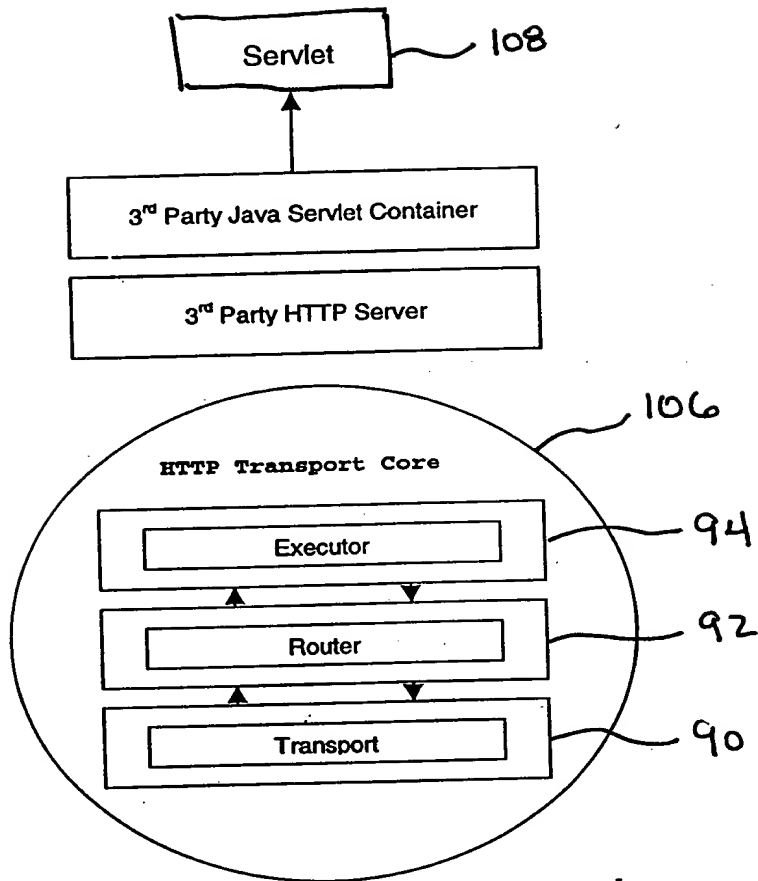 Servlet
108
3rd Party Java Servlet Container
3rd Party HTTP Server
106
HTTP Transport Core
Executor
94
Router
92
Transport
90